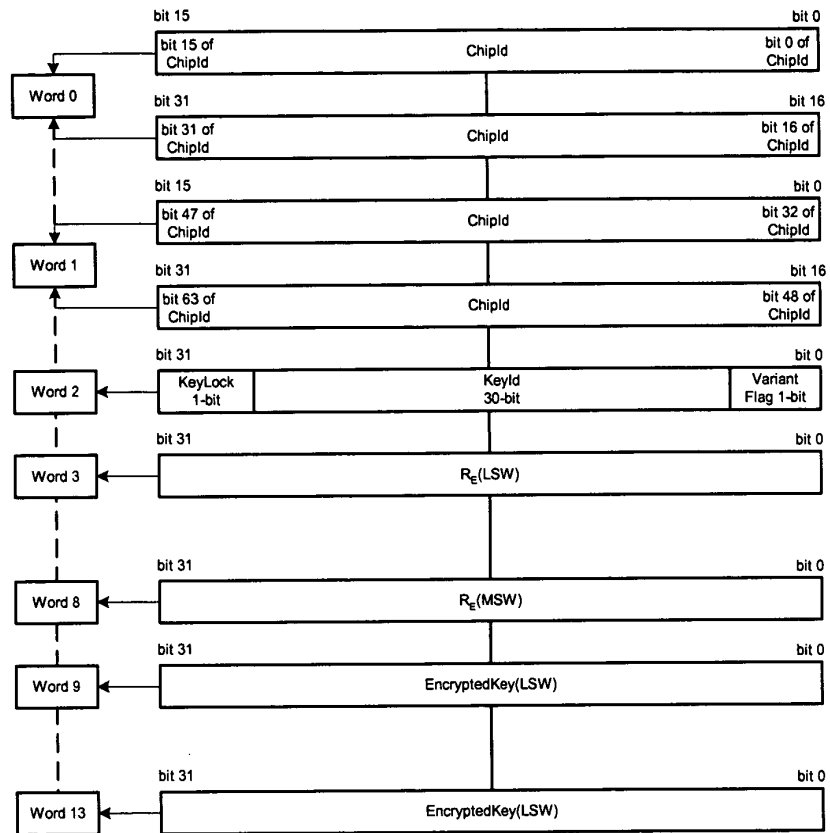 bit 15 bit 0
bit 15 of ChipId ChipId bit 0 of ChipId
Word 0
bit 31 bit 16
bit 31 of ChipId ChipId bit 16 of ChipId
bit 15 bit 0
bit 47 of ChipId ChipId bit 32 of ChipId
Word 1
bit 31 bit 16
bit 63 of ChipId ChipId bit 48 of ChipId
bit 31 bit 0
Word 2 KeyLock 1-bit KeyId 30-bit Variant Flag 1-bit
bit 31 bit 0
Word 3 RE(LSW)
bit 31 bit 0
Word 8 RE(MSW)
bit 31 bit 0
Word 9 EncryptedKey(LSW)
bit 31 bit 0
Word 13 EncryptedKey(LSW)